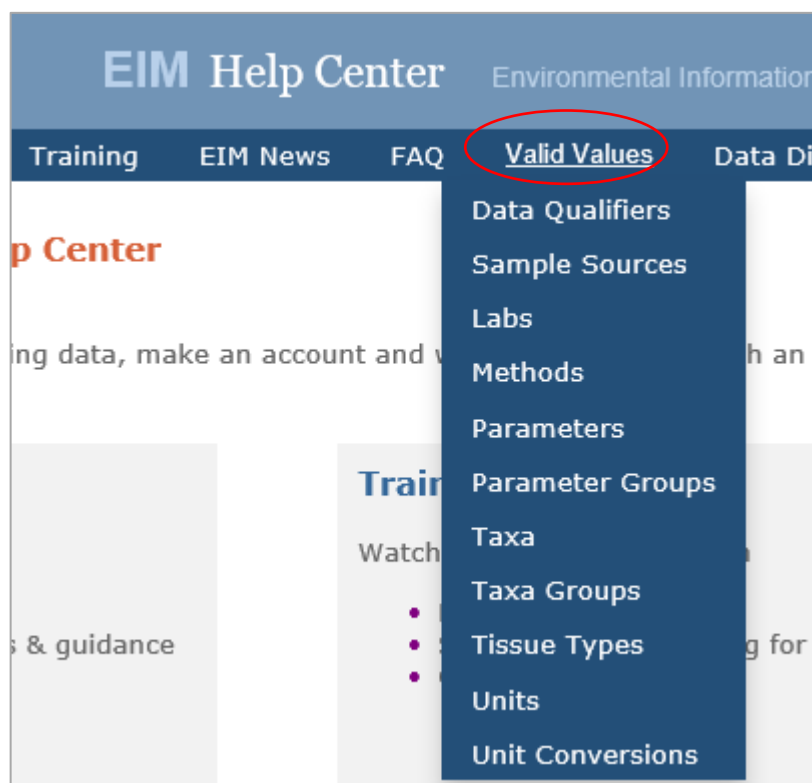 EIM Help Center Environmental Information
Training EIM News FAQ Valid Values Data Di
Data Qualifiers
p Center
Sample Sources
Labs
ing data, make an account and h an
Methods
Parameters
Train
Parameter Groups
Taxa
Watch
Taxa Groups
s & guidance
Tissue Types
g for
Units
Unit Conversions